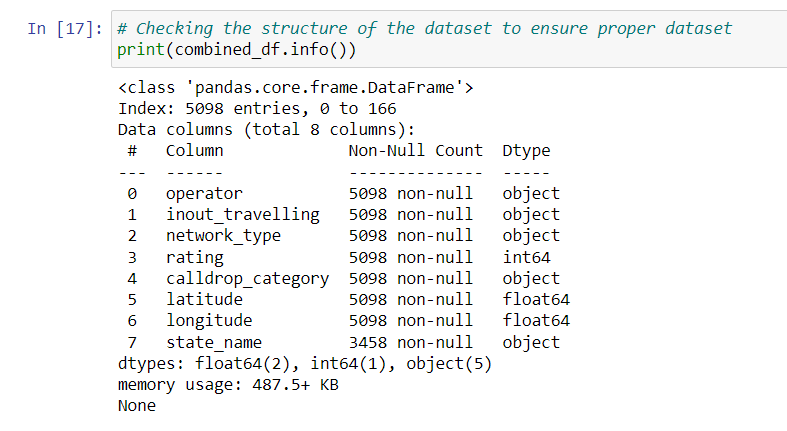 In [17]: # Checking the structure of the dataset to ensure proper dataset
print(combined_df.info())
<class 'pandas.core.frame.DataFrame'>
Index: 5098 entries, 0 to 166
Data columns (total 8 columns):
 #   Column             Non-Null Count  Dtype
---  ------             --------------  -----
 0   operator           5098 non-null   object
 1   inout_travelling   5098 non-null   object
 2   network_type       5098 non-null   object
 3   rating             5098 non-null   int64
 4   calldrop_category  5098 non-null   object
 5   latitude           5098 non-null   float64
 6   longitude          5098 non-null   float64
 7   state_name         3458 non-null   object
dtypes: float64(2), int64(1), object(5)
memory usage: 487.5+ KB
None